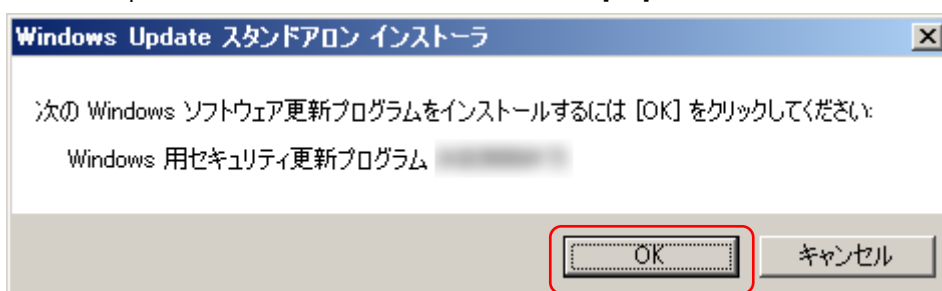 Windows Update スタンドアロン インストーラ
次の Windows ソフトウェア更新プログラムをインストールするには [OK] をクリックしてください:
Windows 用セキュリティ更新プログラム
OK
キャンセル